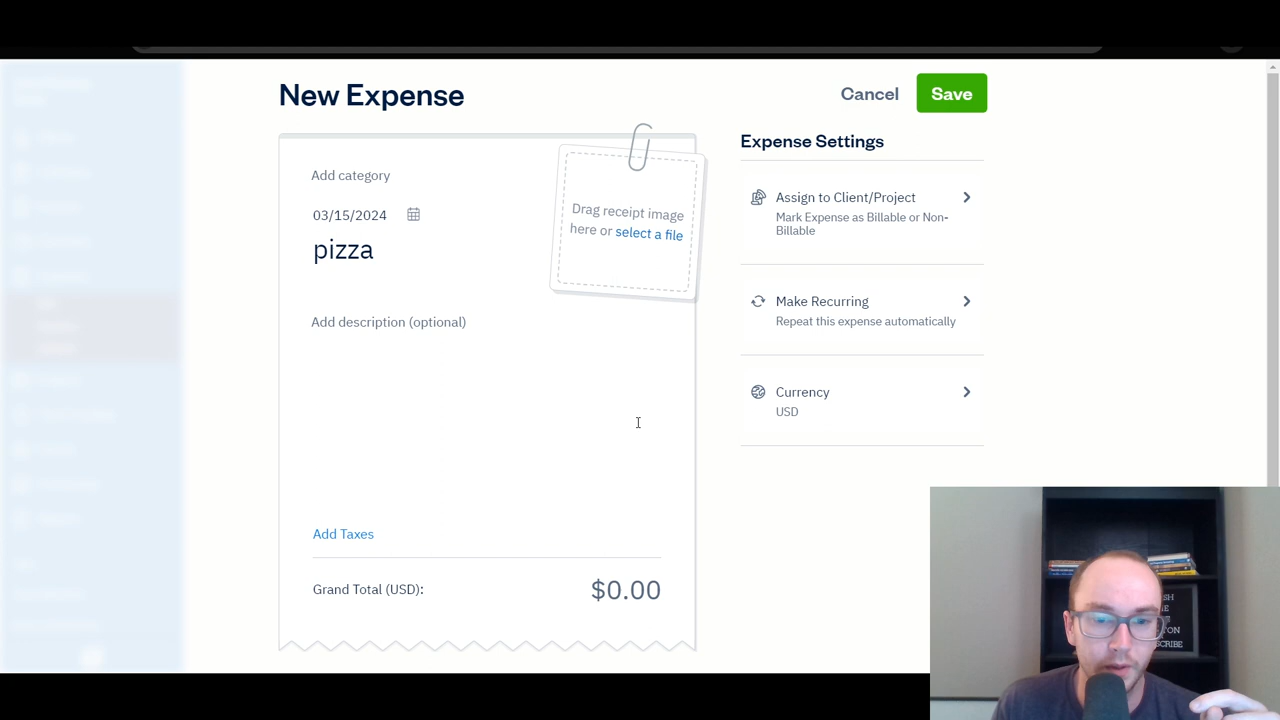 New Expense
Cancel
Save
Add category
03/15/2024
pizza
Drag receipt image
here or select a file
Add description (optional)
Add Taxes
Grand Total (USD):
$0.00
Expense Settings
Assign to Client/Project
Mark Expense as Billable or Non-
Billable
Make Recurring
Repeat this expense automatically
Currency
USD